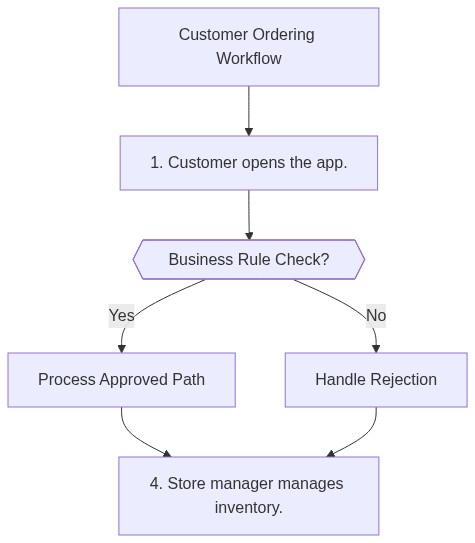 Customer Ordering
Workflow
1. Customer opens the app.
Business Rule Check?
Yes
No
Process Approved Path
Handle Rejection
4. Store manager manages
inventory.